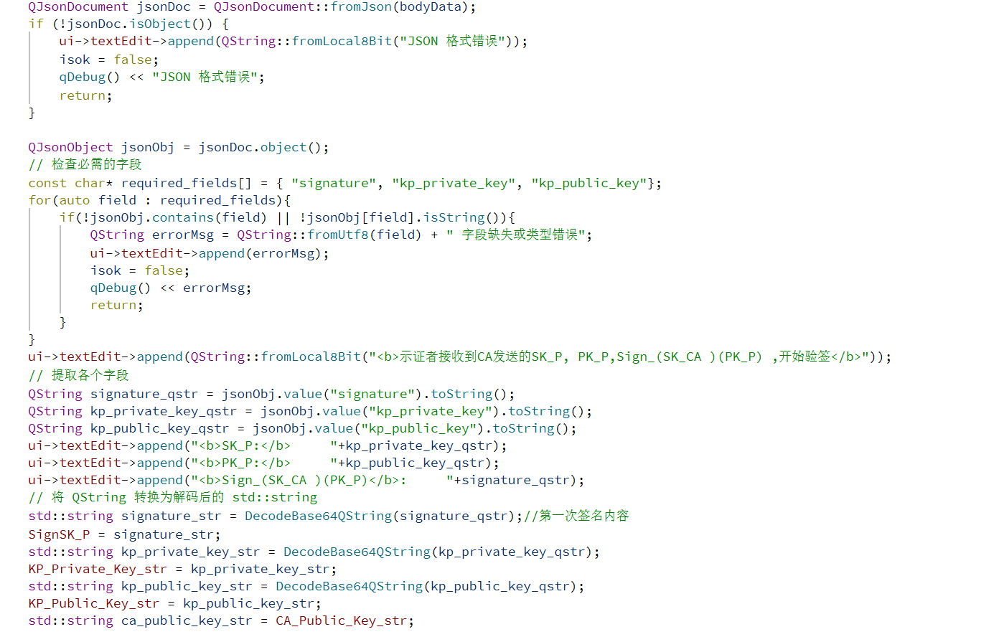 QJsonDocument jsonDoc = QJsonDocument::fromJson(bodyData);
if (!jsonDoc.isObject()) {
    ui->textEdit->append(QString::fromLocal8Bit("JSON 格式错误"));
    isok = false;
    qDebug() << "JSON 格式错误";
    return;
}

QJsonObject jsonObj = jsonDoc.object();
// 检查必需的字段
const char* required_fields[] = { "signature", "kp_private_key", "kp_public_key"};
for(auto field : required_fields){
    if(!jsonObj.contains(field) || !jsonObj[field].isString()){
        QString errorMsg = QString::fromUtf8(field) + " 字段缺失或类型错误";
        ui->textEdit->append(errorMsg);
        isok = false;
        qDebug() << errorMsg;
        return;
    }
}
ui->textEdit->append(QString::fromLocal8Bit("<b>示证者接收到CA发送的SK_P, PK_P,Sign_(SK_CA )(PK_P) ,开始验签</b>"));
// 提取各个字段
QString signature_qstr = jsonObj.value("signature").toString();
QString kp_private_key_qstr = jsonObj.value("kp_private_key").toString();
QString kp_public_key_qstr = jsonObj.value("kp_public_key").toString();
ui->textEdit->append("<b>SK_P:</b>     "+kp_private_key_qstr);
ui->textEdit->append("<b>PK_P:</b>     "+kp_public_key_qstr);
ui->textEdit->append("<b>Sign_(SK_CA )(PK_P)</b>:     "+signature_qstr);
// 将 QString 转换为解码后的 std::string
std::string signature_str = DecodeBase64QString(signature_qstr);//第一次签名内容
SignSK_P = signature_str;
std::string kp_private_key_str = DecodeBase64QString(kp_private_key_qstr);
KP_Private_Key_str = kp_private_key_str;
std::string kp_public_key_str = DecodeBase64QString(kp_public_key_qstr);
KP_Public_Key_str = kp_public_key_str;
std::string ca_public_key_str = CA_Public_Key_str;